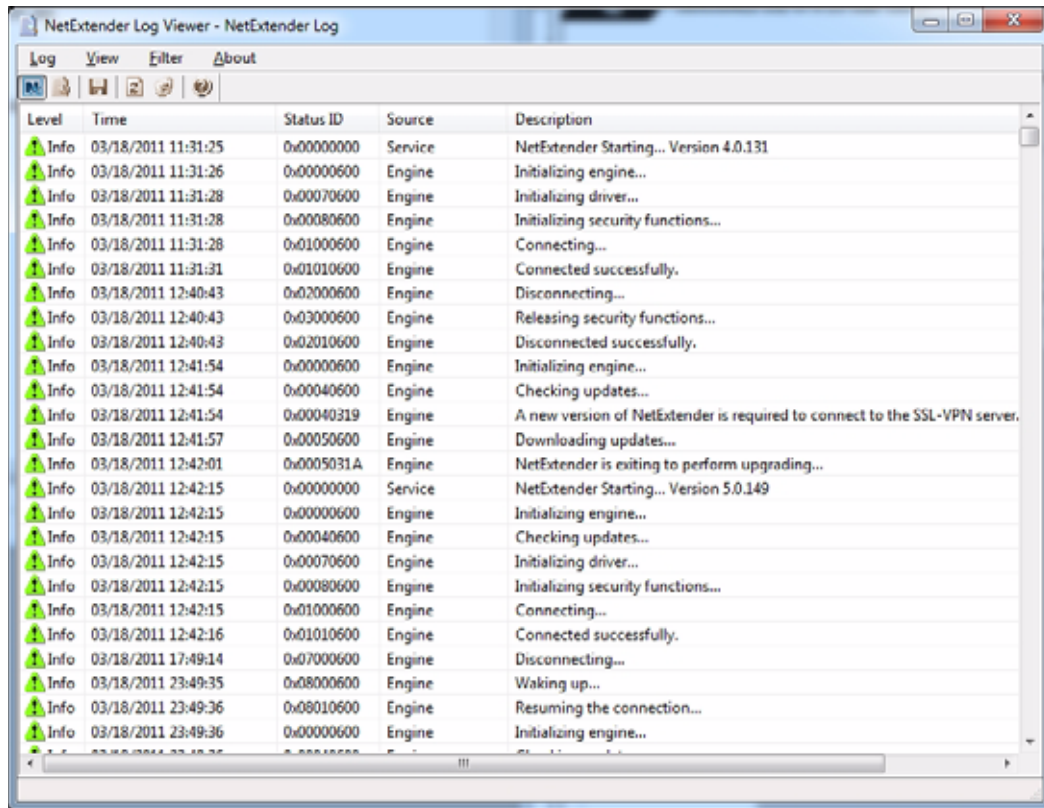 NetExtender Log Viewer - NetExtender Log
Log View Filter About
Level Time Status ID Source Description
Info 03/18/2011 11:31:25 0x00000000 Service NetExtender Starting... Version 4.0.131
Info 03/18/2011 11:31:26 0x00000600 Engine Initializing engine...
Info 03/18/2011 11:31:28 0x00070600 Engine Initializing driver...
Info 03/18/2011 11:31:28 0x00080600 Engine Initializing security functions...
Info 03/18/2011 11:31:28 0x01000600 Engine Connecting...
Info 03/18/2011 11:31:31 0x01010600 Engine Connected successfully.
Info 03/18/2011 12:40:43 0x02000600 Engine Disconnecting...
Info 03/18/2011 12:40:43 0x03000600 Engine Releasing security functions...
Info 03/18/2011 12:40:43 0x02010600 Engine Disconnected successfully.
Info 03/18/2011 12:41:54 0x00000600 Engine Initializing engine...
Info 03/18/2011 12:41:54 0x00040600 Engine Checking updates...
Info 03/18/2011 12:41:54 0x00040319 Engine A new version of NetExtender is required to connect to the SSL-VPN server.
Info 03/18/2011 12:41:57 0x00050600 Engine Downloading updates...
Info 03/18/2011 12:42:01 0x0005031A Engine NetExtender is exiting to perform upgrading...
Info 03/18/2011 12:42:15 0x00000000 Service NetExtender Starting... Version 5.0.149
Info 03/18/2011 12:42:15 0x00000600 Engine Initializing engine...
Info 03/18/2011 12:42:15 0x00040600 Engine Checking updates...
Info 03/18/2011 12:42:15 0x00070600 Engine Initializing driver...
Info 03/18/2011 12:42:15 0x00080600 Engine Initializing security functions...
Info 03/18/2011 12:42:15 0x01000600 Engine Connecting...
Info 03/18/2011 12:42:16 0x01010600 Engine Connected successfully.
Info 03/18/2011 17:49:14 0x07000600 Engine Disconnecting...
Info 03/18/2011 23:49:35 0x08000600 Engine Waking up...
Info 03/18/2011 23:49:36 0x08010600 Engine Resuming the connection...
Info 03/18/2011 23:49:36 0x00000600 Engine Initializing engine...